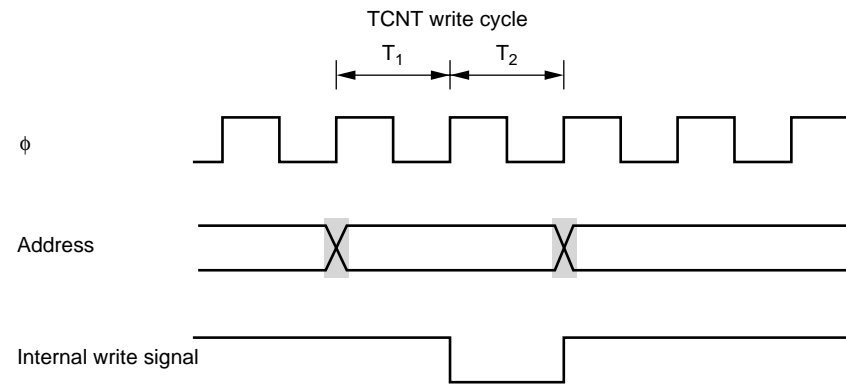 TCNT write cycle
T1 T2
ϕ
Address
Internal write signal